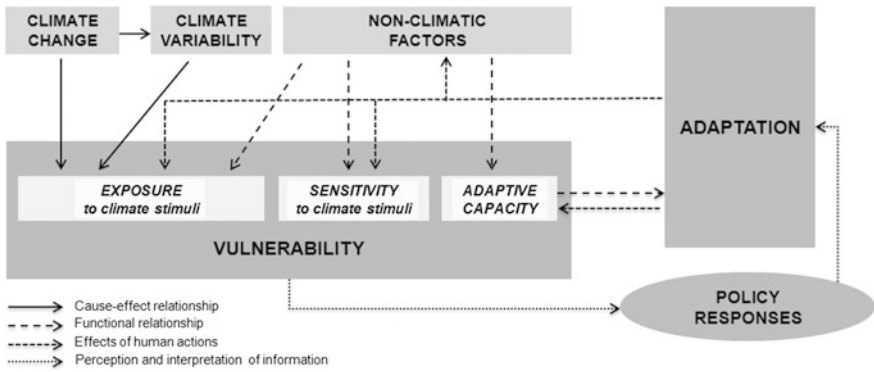 CLIMATE
CHANGE
CLIMATE
VARIABILITY
NON-CLIMATIC
FACTORS
ADAPTATION
EXPOSURE
to climate stimuli
SENSITIVITY
to climate stimuli
ADAPTIVE
CAPACITY
VULNERABILITY
POLICY
RESPONSES
Cause-effect relationship
Functional relationship
Effects of human actions
Perception and interpretation of information